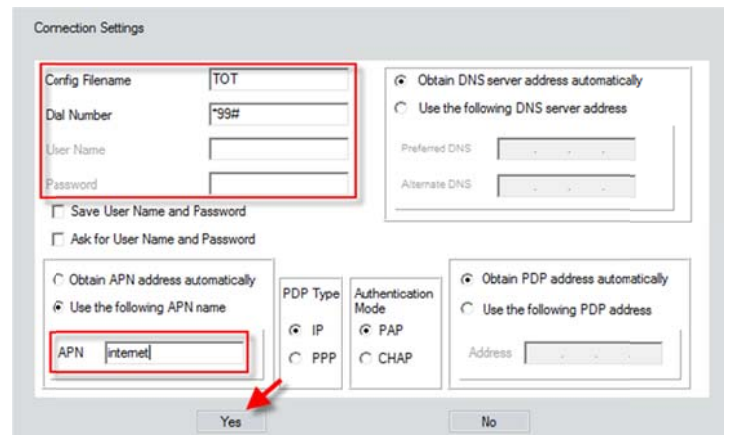 Connection Settings
Config Filename TOT
Dial Number *99#
User Name
Password
Save User Name and Password
Ask for User Name and Password
Obtain DNS server address automatically
Use the following DNS server address
Preferred DNS . . .
Alternate DNS . . .
Obtain APN address automatically
Use the following APN name
APN internet
PDP Type
IP
PPP
Authentication
Mode
PAP
CHAP
Obtain PDP address automatically
Use the following PDP address
Address . . .
Yes
No